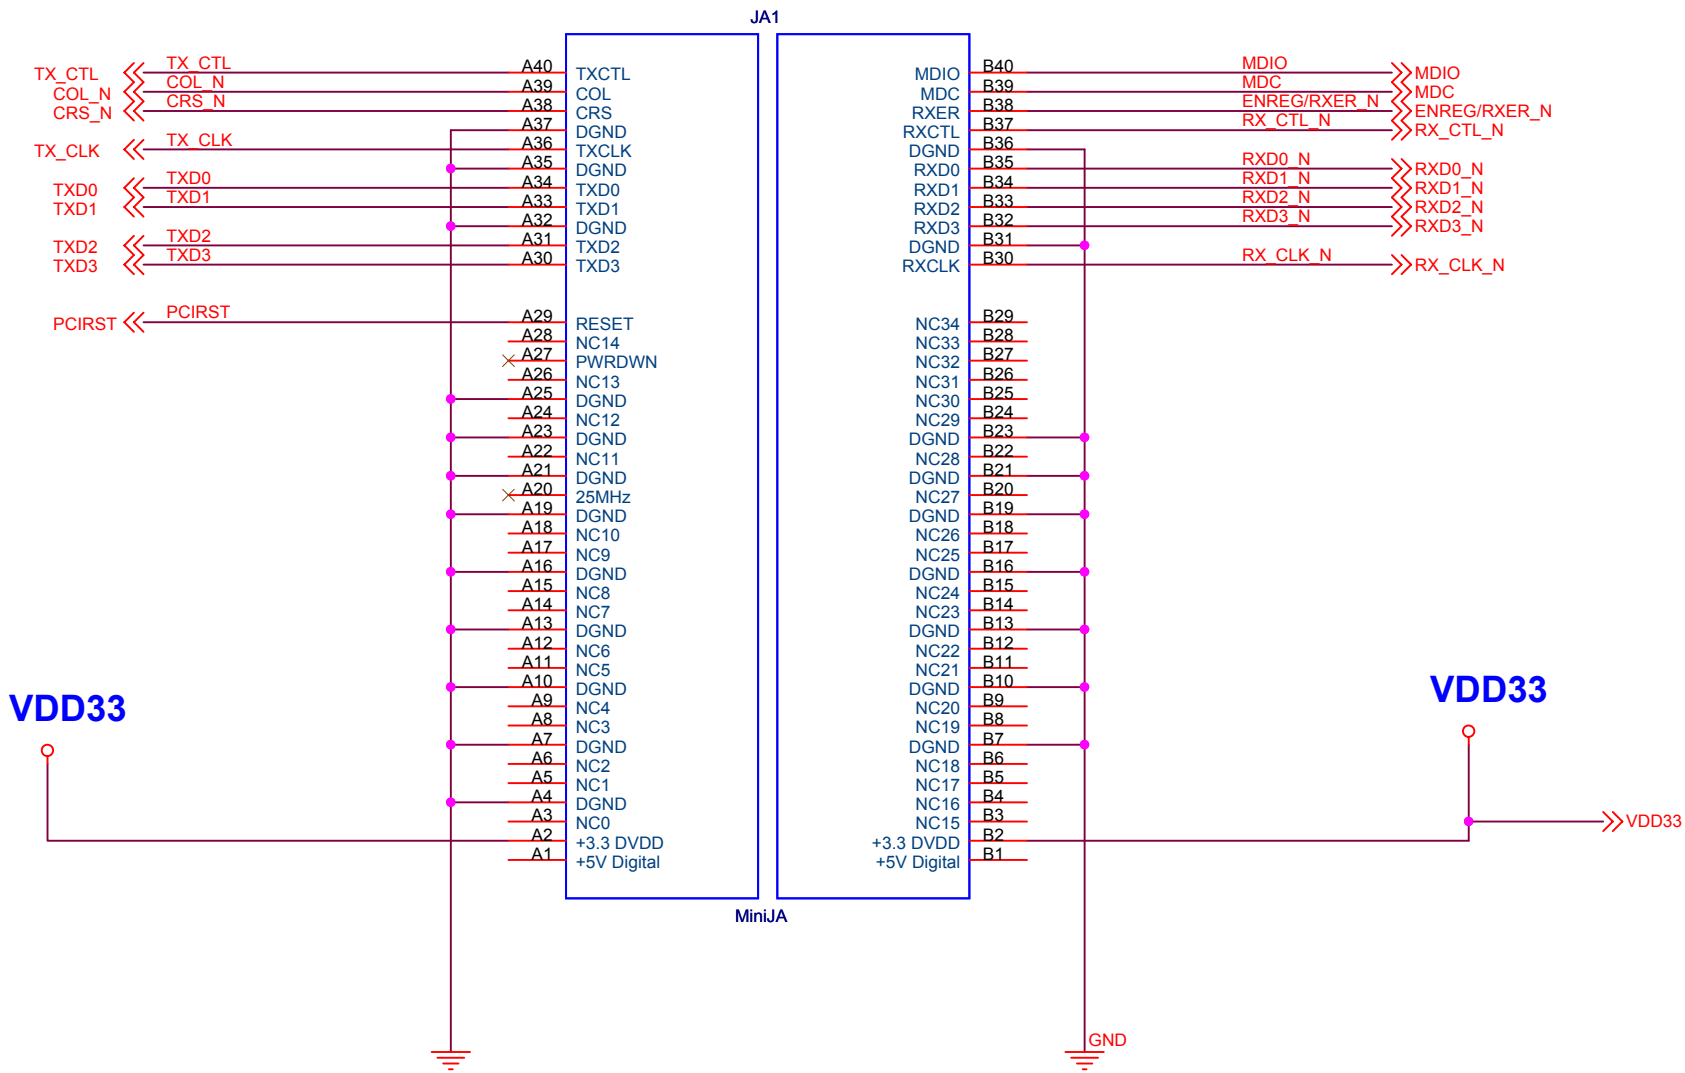 JA1
TX_CTL TX_CTL A40 TXCTL
COL_N COL_N A39 COL
CRS_N CRS_N A38 CRS
A37 DGND
TX_CLK TX_CLK A36 TXCLK
A35 DGND
TXD0 TXD0 A34 TXD0
TXD1 TXD1 A33 TXD1
A32 DGND
TXD2 TXD2 A31 TXD2
TXD3 TXD3 A30 TXD3
PCIRST PCIRST A29 RESET
A28 NC14
A27 PWRDWN
A26 NC13
A25 DGND
A24 NC12
A23 DGND
A22 NC11
A21 DGND
A20 25MHz
A19 DGND
A18 NC10
A17 NC9
A16 DGND
A15 NC8
A14 NC7
A13 DGND
A12 NC6
A11 NC5
A10 DGND
A9 NC4
A8 NC3
A7 DGND
A6 NC2
A5 NC1
A4 DGND
A3 NC0
A2 +3.3 DVDD
A1 +5V Digital
VDD33
MDIO B40 MDIO MDIO
MDC B39 MDC MDC
RXER B38 ENREG/RXER_N ENREG/RXER_N
RXCTL B37 RX_CTL_N RX_CTL_N
DGND B36
RXD0 B35 RXD0_N RXD0_N
RXD1 B34 RXD1_N RXD1_N
RXD2 B33 RXD2_N RXD2_N
RXD3 B32 RXD3_N RXD3_N
DGND B31
RXCLK B30 RX_CLK_N RX_CLK_N
NC34 B29
NC33 B28
NC32 B27
NC31 B26
NC30 B25
NC29 B24
DGND B23
NC28 B22
DGND B21
NC27 B20
DGND B19
NC26 B18
NC25 B17
DGND B16
NC24 B15
NC23 B14
DGND B13
NC22 B12
NC21 B11
DGND B10
NC20 B9
NC19 B8
DGND B7
NC18 B6
NC17 B5
NC16 B4
NC15 B3
+3.3 DVDD B2
+5V Digital B1
VDD33
VDD33
MiniJA
GND